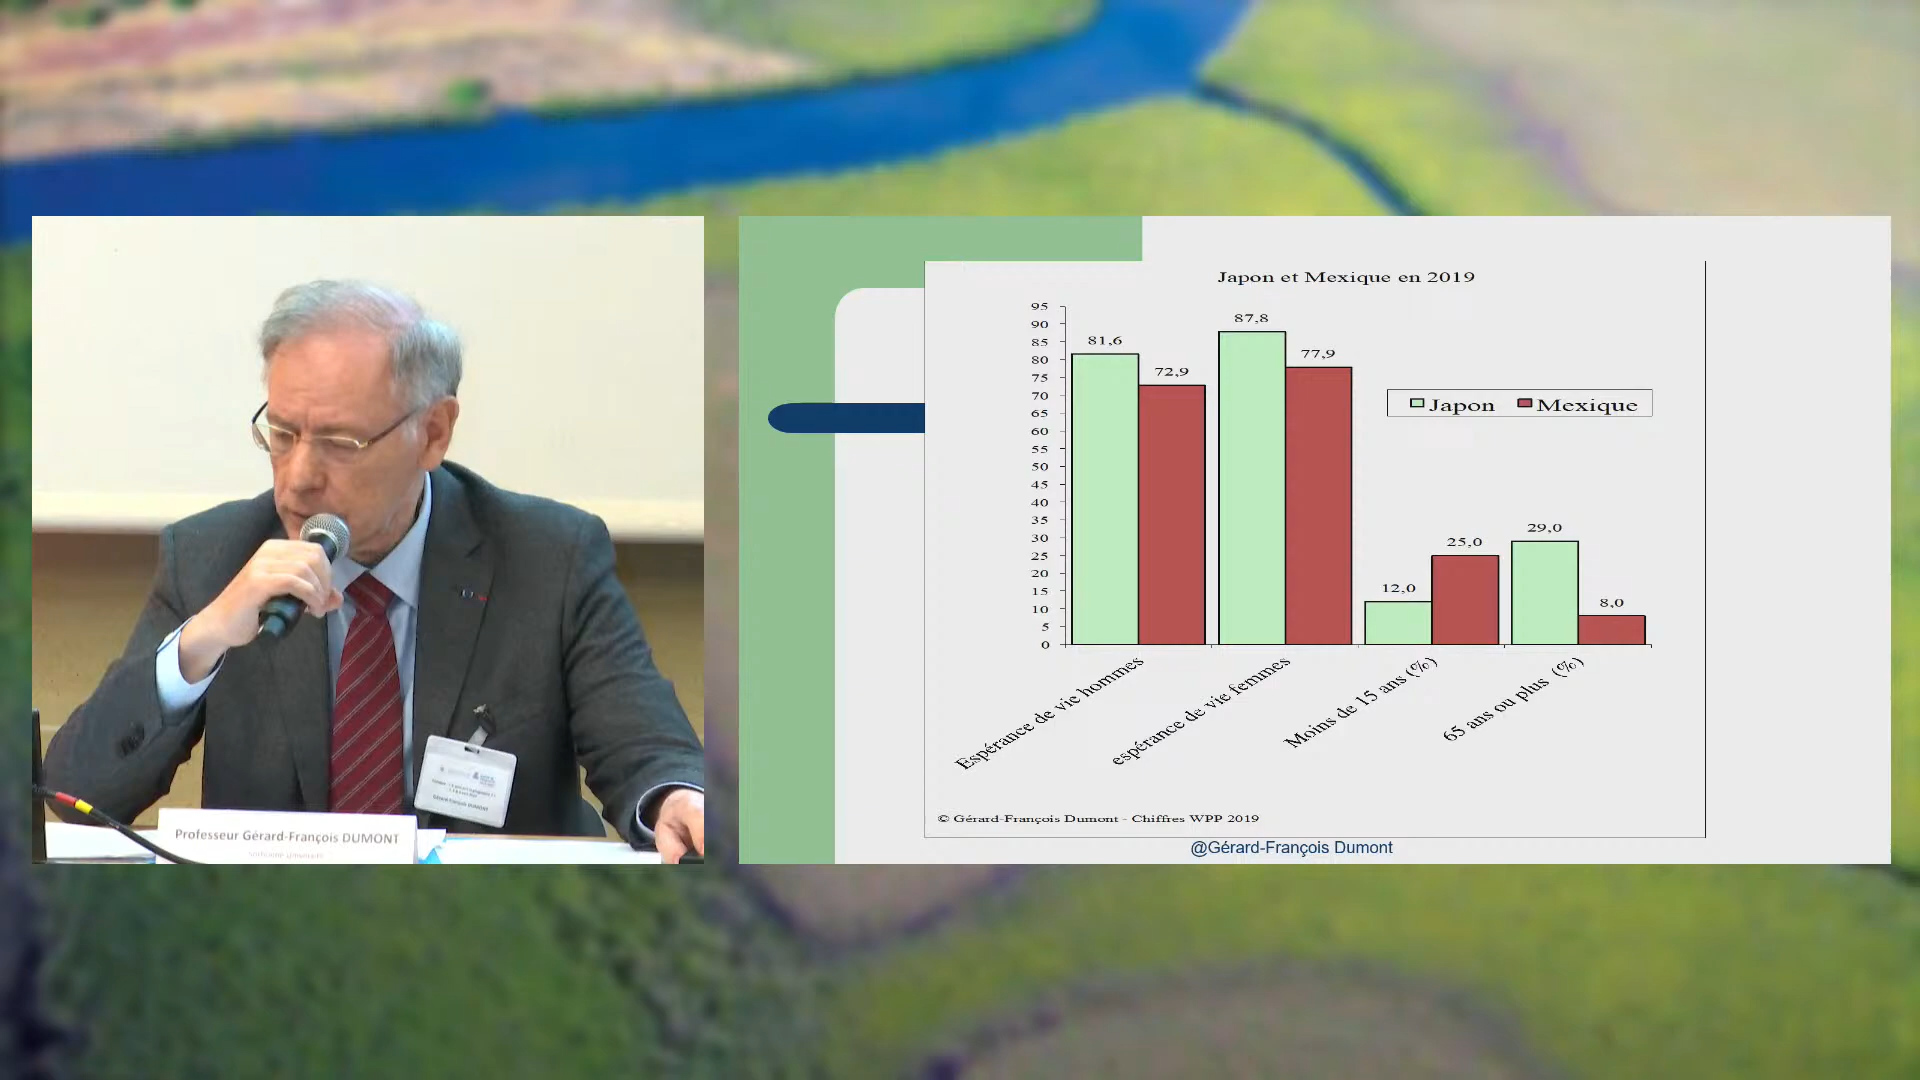 Professeur Gérard-François DUMONT
Gérard-François DUMONT
Japon et Mexique en 2019
95
90
85
80
75
70
65
60
55
50
45
40
35
30
25
20
15
10
5
0
81,6
72,9
87,8
77,9
12,0
25,0
29,0
8,0
Japon
Mexique
Espérance de vie hommes
espérance de vie femmes
Moins de 15 ans (%)
65 ans ou plus (%)
© Gérard-François Dumont - Chiffres WPP 2019
@Gérard-François Dumont